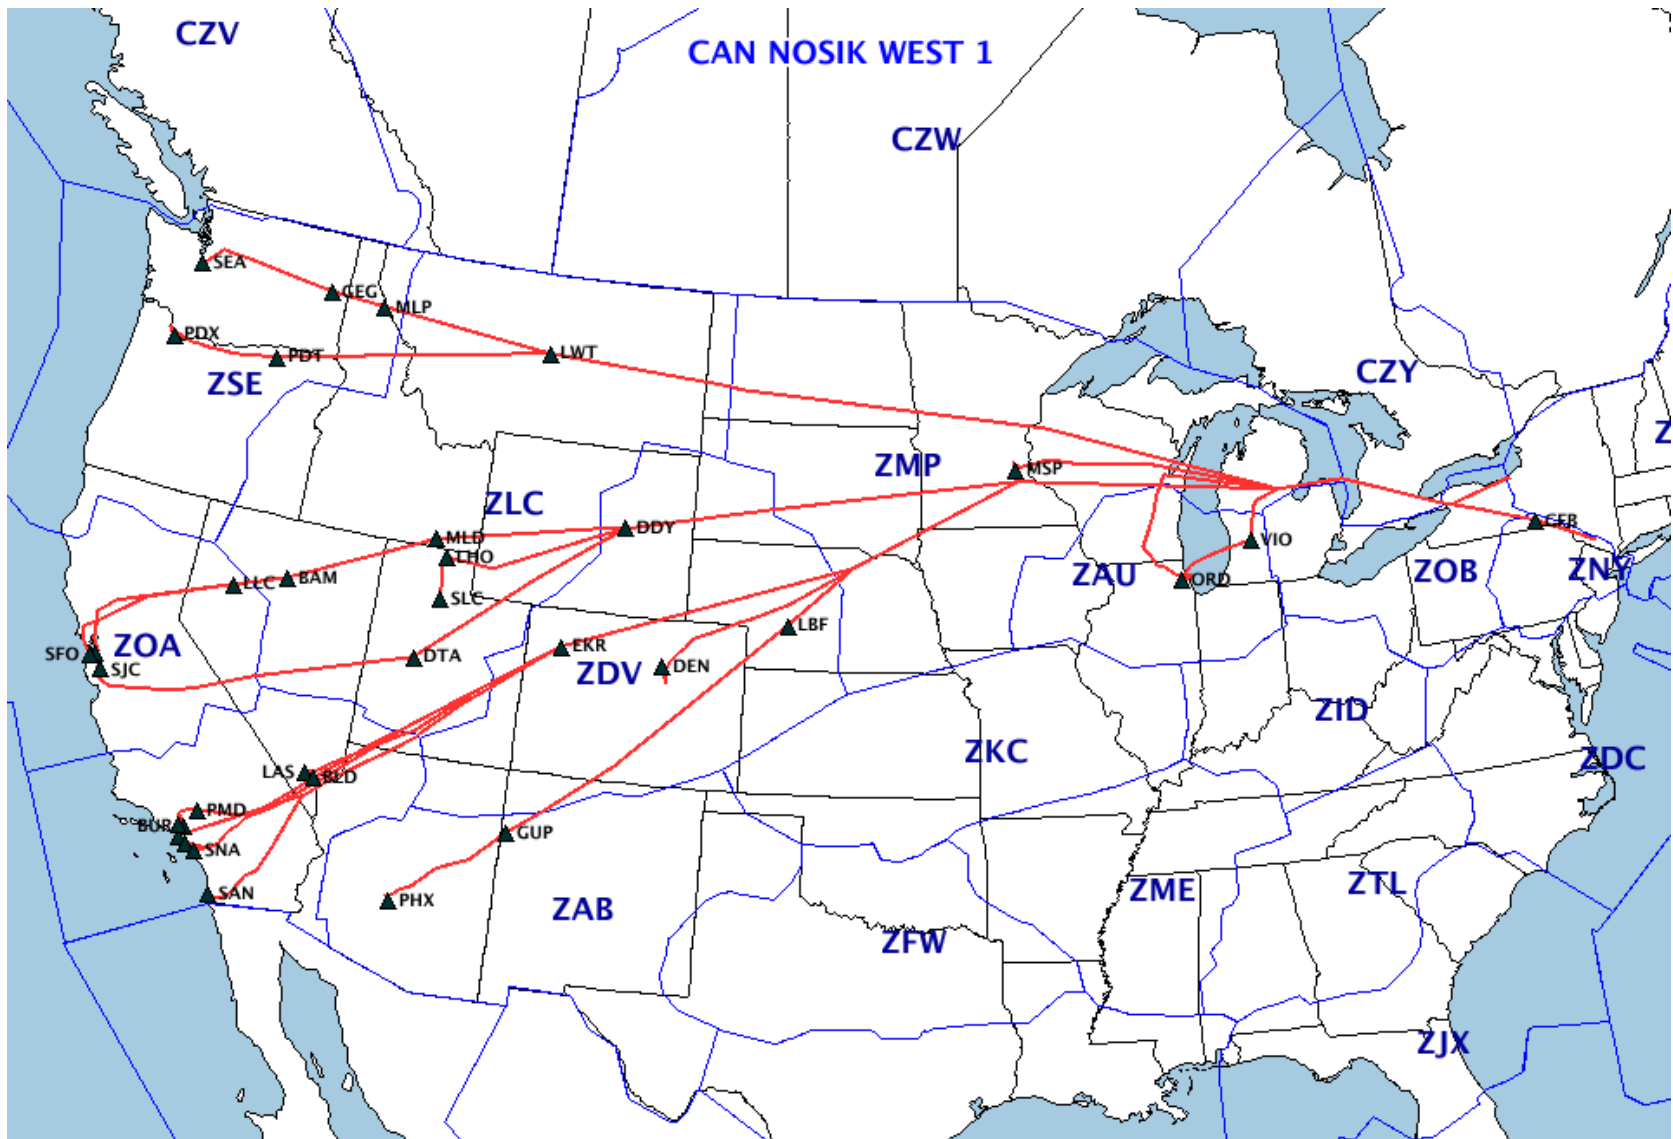 CZV
CAN NOSIK WEST 1
CZW
SEA
GEG
MLP
PDX
PDT
LWT
ZSE
CZY
Z
ZMP
MSP
ZLC
DDY
MLD
LHO
CFB
VIO
ZAU
ORD
ZOB
ZNY
LLC
BAM
SLC
LBF
SFO
ZOA
SJC
DTA
EKR
ZDV
DEN
ZID
ZKC
ZDC
LAS
BLD
PMD
BUR
SNA
GUP
SAN
PHX
ZAB
ZME
ZTL
ZFW
ZJX